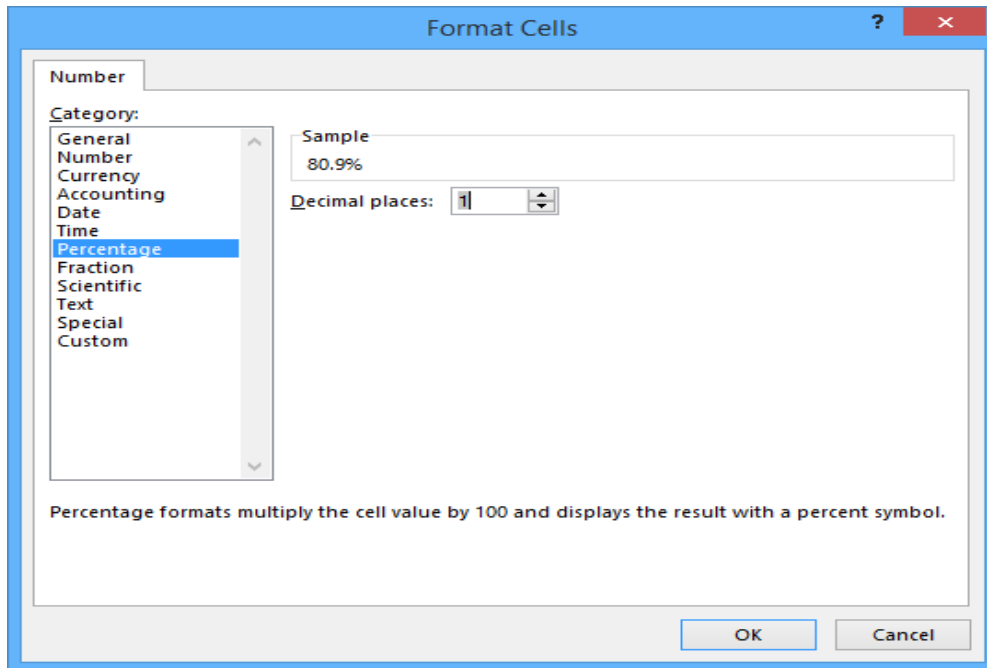 Format Cells
?
Number
Category:
General
Number
Currency
Accounting
Date
Time
Percentage
Fraction
Scientific
Text
Special
Custom
Sample
80.9%
Decimal places: 1
Percentage formats multiply the cell value by 100 and displays the result with a percent symbol.
OK
Cancel